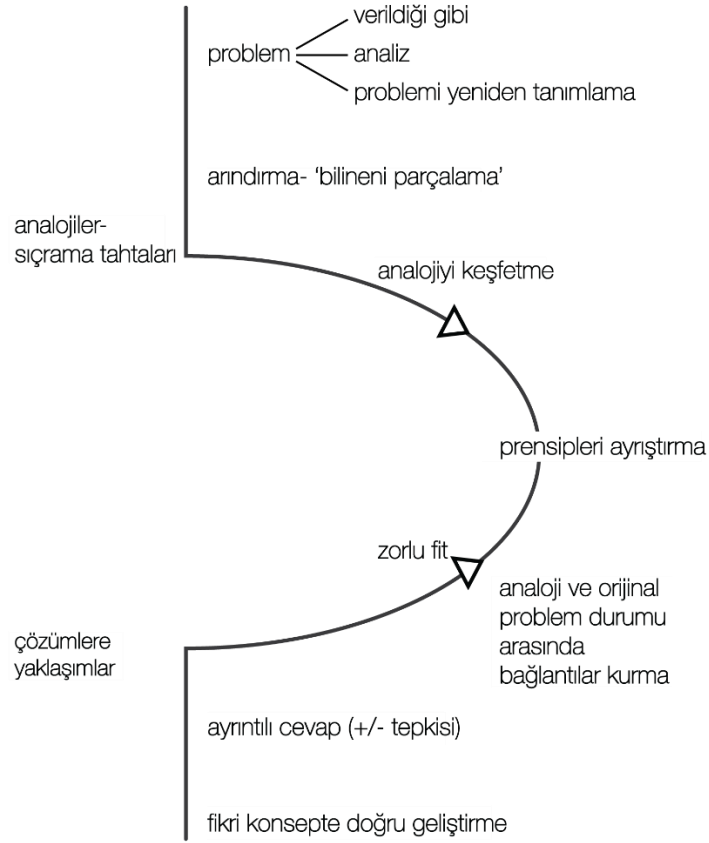 verildiği gibi
problem
analiz
problemi yeniden tanımlama
arındırma- ‘bilineni parçalama’
analojiler-
sıçrama tahtaları
analojiyi keşfetme
prensipleri ayrıştırma
zorlu fit
analoji ve orijinal
problem durumu
arasında
bağlantılar kurma
çözümlere
yaklaşımlar
ayrıntılı cevap (+/- tepkisi)
fikri konsepte doğru geliştirme